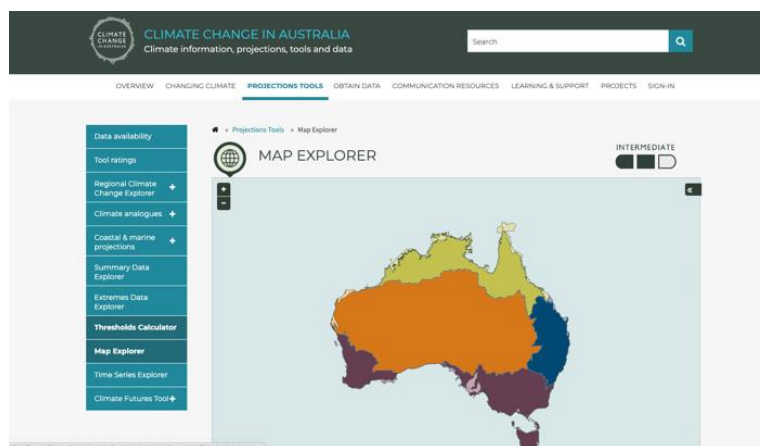 CLIMATE
CHANGE
IN AUSTRALIA
CLIMATE CHANGE IN AUSTRALIA
Climate information, projections, tools and data
Search
OVERVIEW CHANGING CLIMATE PROJECTIONS TOOLS OBTAIN DATA COMMUNICATION RESOURCES LEARNING & SUPPORT PROJECTS SIGN-IN
Data availability
Tool ratings
Regional Climate
Change Explorer +
Climate analogues +
Coastal & marine
projections +
Summary Data
Explorer
Extremes Data
Explorer
Thresholds Calculator
Map Explorer
Time Series Explorer
Climate Futures Tool +
Projections Tools Map Explorer
MAP EXPLORER
INTERMEDIATE
+
-
«